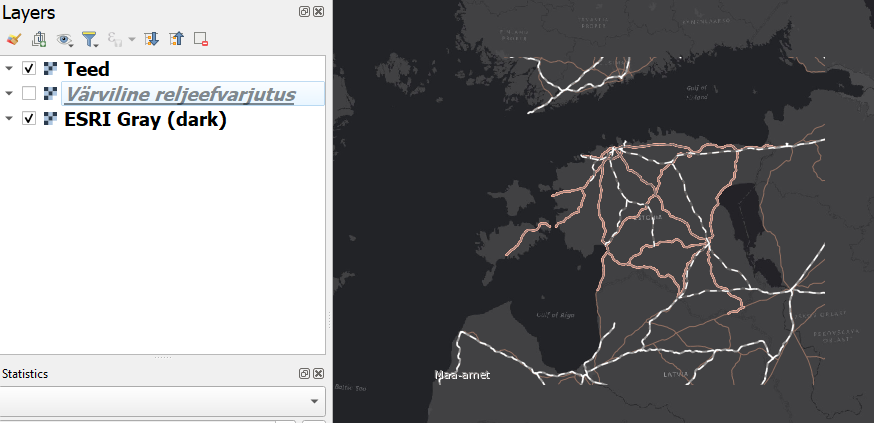 Layers
Teed
Värviline reljeefvarjutus
ESRI Gray (dark)
Statistics
Gulf of
Finland
ESTONIA
Gulf of Riga
LATVIA
Maa-amet
Baltic Sea